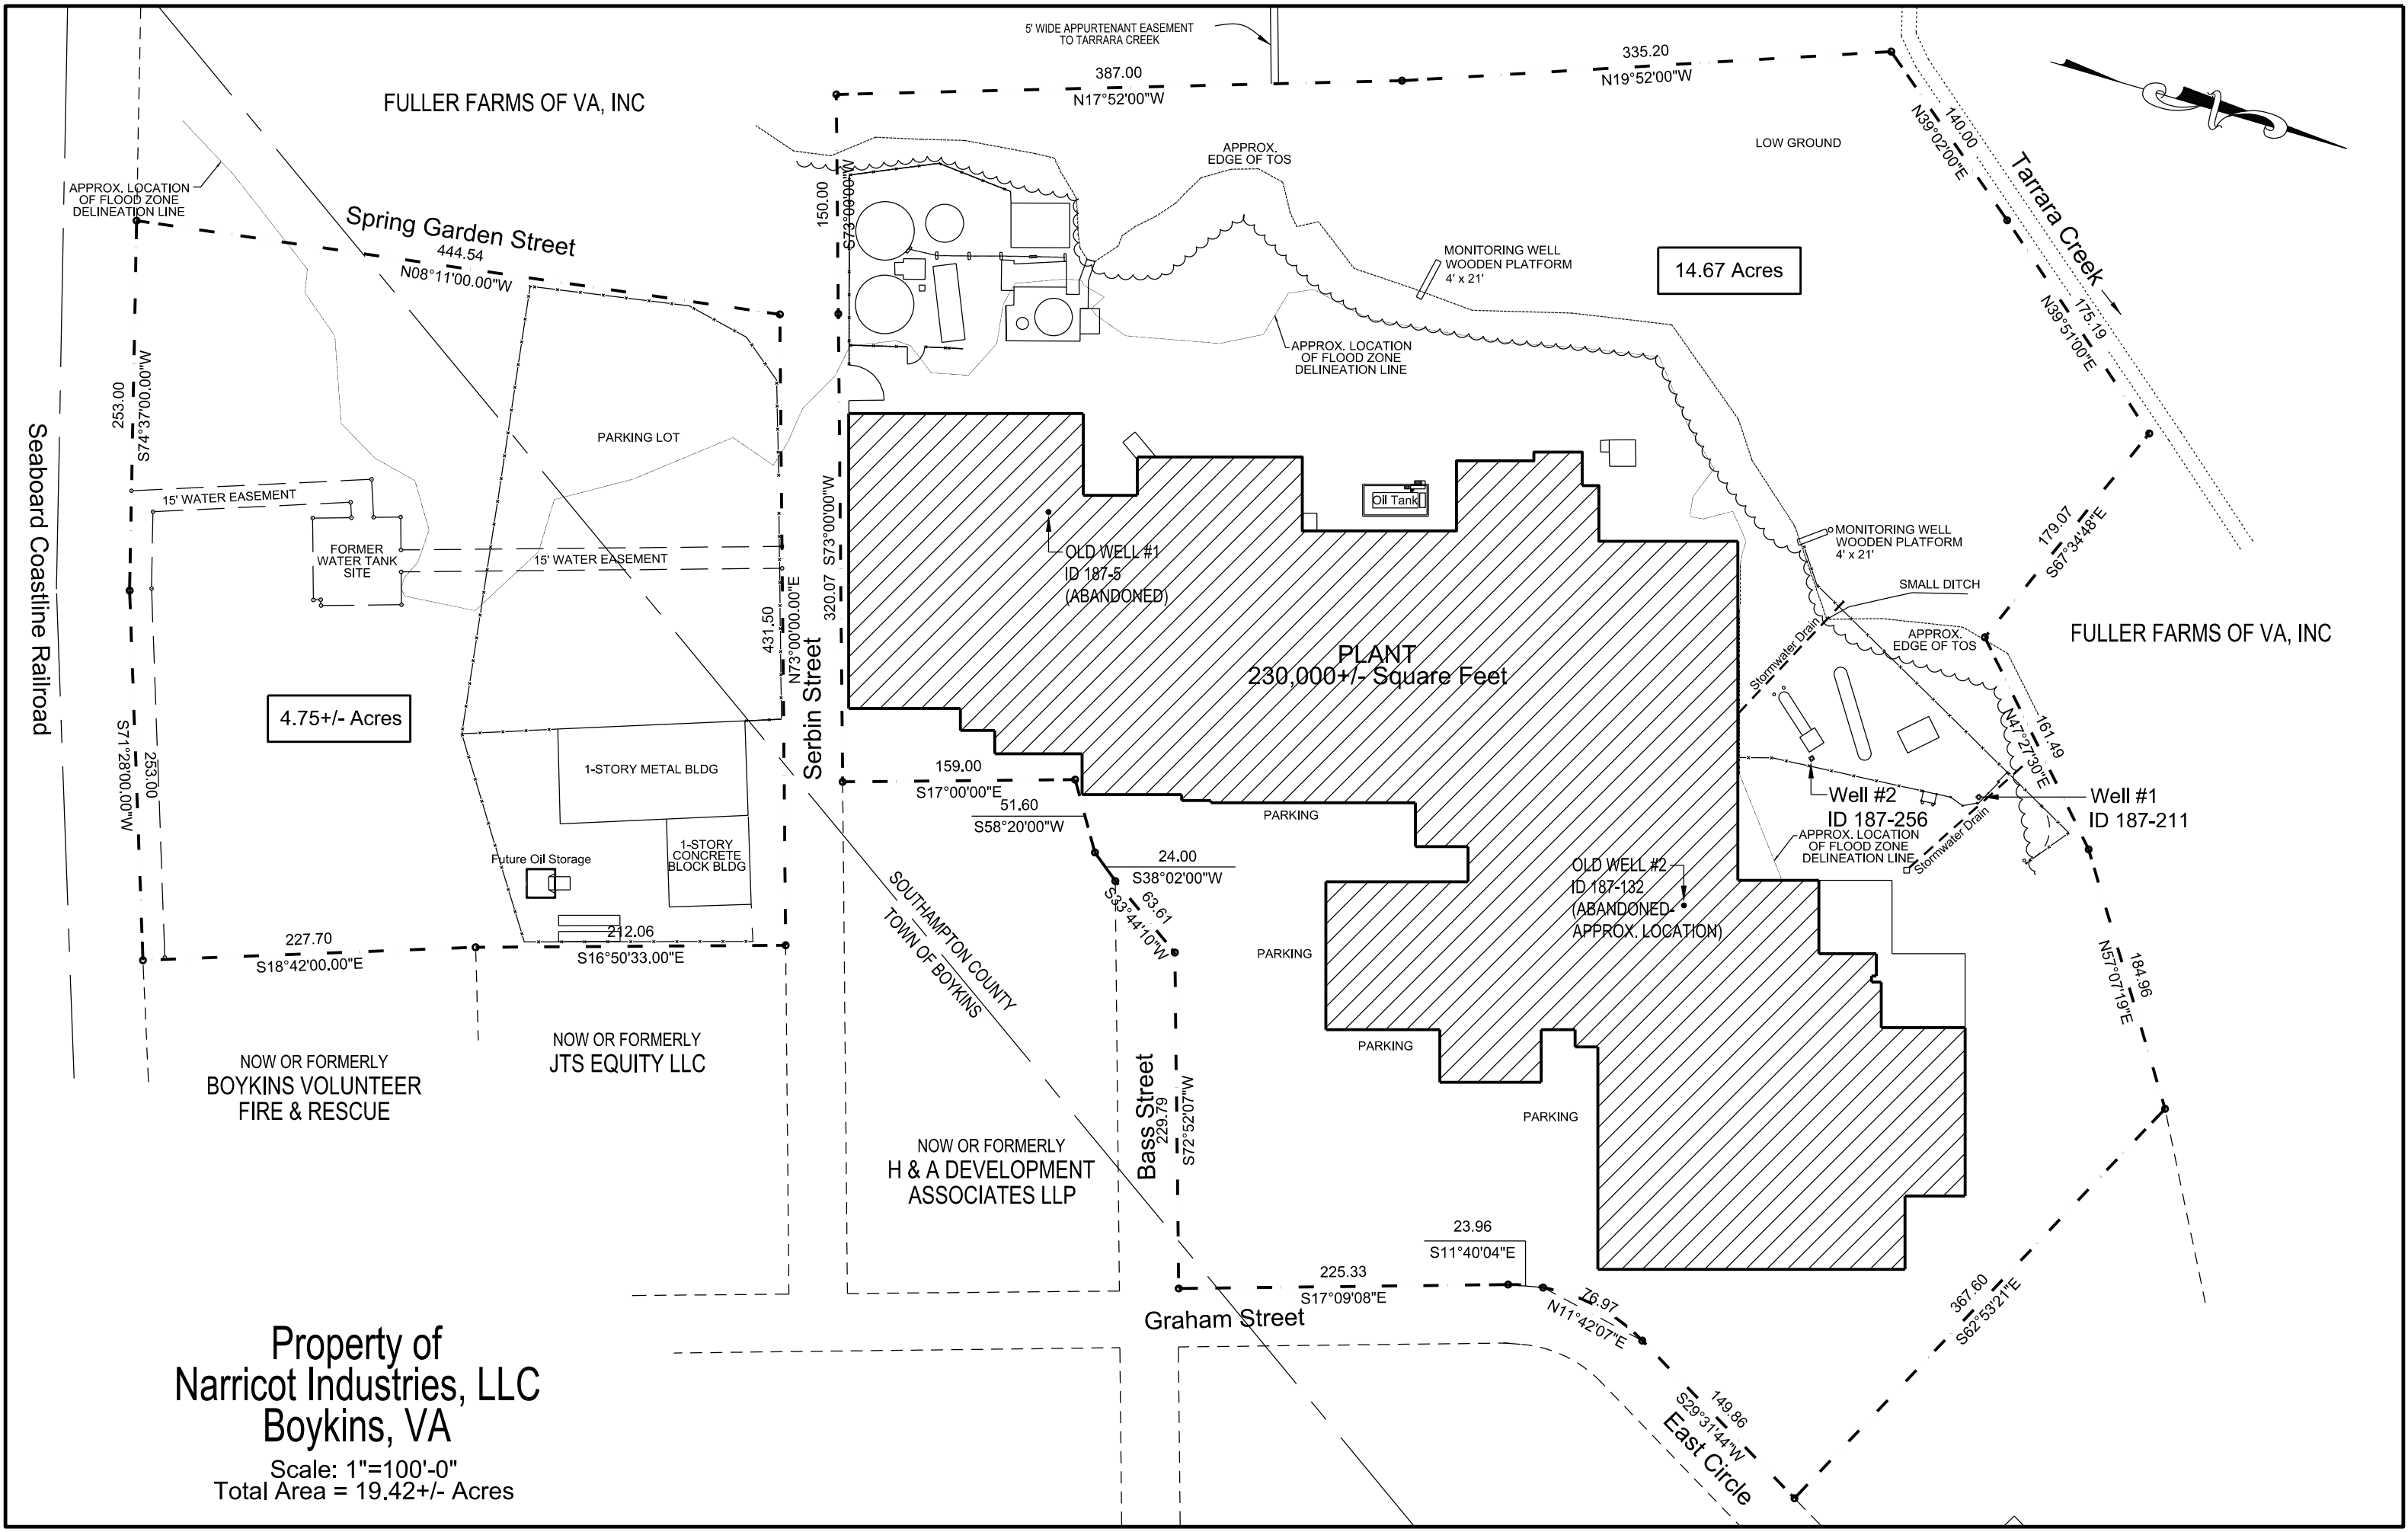 5' WIDE APPURTENANT EASEMENT
TO TARRARA CREEK
387.00
N17°52'00"W
335.20
N19°52'00"W
FULLER FARMS OF VA, INC
140.00
N39°02'00"E
LOW GROUND
APPROX.
EDGE OF TOS
Tarrara Creek
APPROX. LOCATION
OF FLOOD ZONE
DELINEATION LINE
Spring Garden Street
444.54
N08°11'00.00"W
150.00
S73°00'00"W
MONITORING WELL
WOODEN PLATFORM
4' x 21'
14.67 Acres
175.19
N39°51'00"E
APPROX. LOCATION
OF FLOOD ZONE
DELINEATION LINE
253.00
S74°37'00.00"W
Seaboard Coastline Railroad
PARKING LOT
15' WATER EASEMENT
FORMER
WATER TANK
SITE
15' WATER EASEMENT
320.07 S73°00'00"W
OLD WELL #1
ID 187-5
(ABANDONED)
Oil Tank
MONITORING WELL
WOODEN PLATFORM
4' x 21'
179.07
S67°34'48"E
SMALL DITCH
APPROX.
EDGE OF TOS
FULLER FARMS OF VA, INC
431.50
N73°00'00.00"E
Serbin Street
PLANT
230,000+/- Square Feet
Stormwater Drain
4.75+/- Acres
253.00
S71°28'00.00"W
161.49
N47°27'30"E
1-STORY METAL BLDG
159.00
S17°00'00"E
51.60
S58°20'00"W
PARKING
Well #2
ID 187-256
Well #1
ID 187-211
APPROX. LOCATION
OF FLOOD ZONE
DELINEATION LINE
Stormwater Drain
1-STORY
CONCRETE
BLOCK BLDG
Future Oil Storage
24.00
S38°02'00"W
63.61
S33°44'10"W
OLD WELL #2
ID 187-132
(ABANDONED-
APPROX. LOCATION)
SOUTHAMPTON COUNTY
TOWN OF BOYKINS
227.70
S18°42'00.00"E
212.06
S16°50'33.00"E
PARKING
184.96
N57°07'19"E
NOW OR FORMERLY
BOYKINS VOLUNTEER
FIRE & RESCUE
NOW OR FORMERLY
JTS EQUITY LLC
PARKING
Bass Street
229.79
S72°52'07"W
PARKING
NOW OR FORMERLY
H & A DEVELOPMENT
ASSOCIATES LLP
23.96
S11°40'04"E
225.33
S17°09'08"E
Graham Street
76.97
N11°42'07"E
367.60
S62°53'21"E
149.86
S29°31'44"W
East Circle
Property of
Narricot Industries, LLC
Boykins, VA
Scale: 1"=100'-0"
Total Area = 19.42+/- Acres